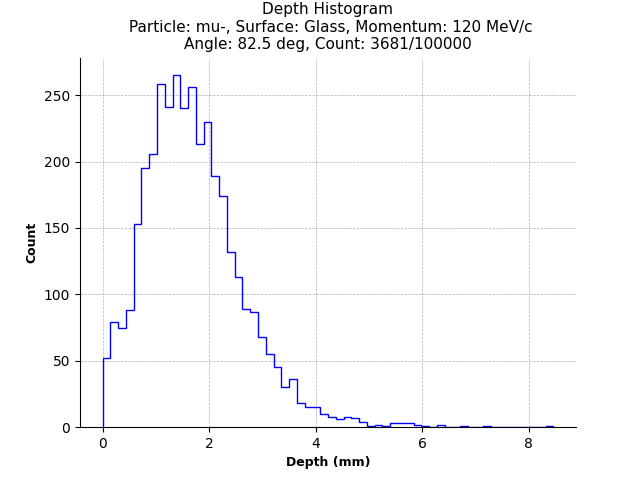 Depth Histogram
Particle: mu-, Surface: Glass, Momentum: 120 MeV/c
Angle: 82.5 deg, Count: 3681/100000
250
200
150
100
50
0
Count
0 2 4 6 8
Depth (mm)